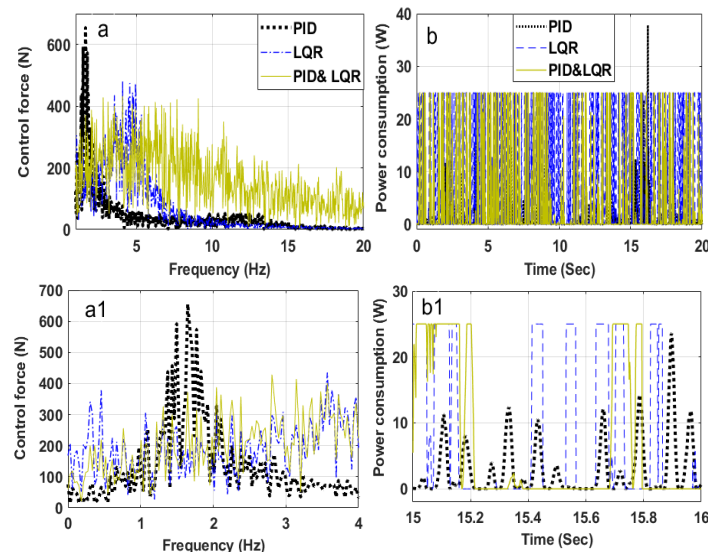 a
PID
LQR
PID& LQR
Control force (N)
600
400
200
0
5
10
15
20
Frequency (Hz)
b
PID
LQR
PID&LQR
Power consumption (W)
40
30
20
10
0
0
5
10
15
20
Time (Sec)
a1
Control force (N)
700
600
500
400
300
200
100
0
0
1
2
3
4
Frequency (Hz)
b1
Power consumption (W)
30
20
10
0
15
15.2
15.4
15.6
15.8
16
Time (Sec)